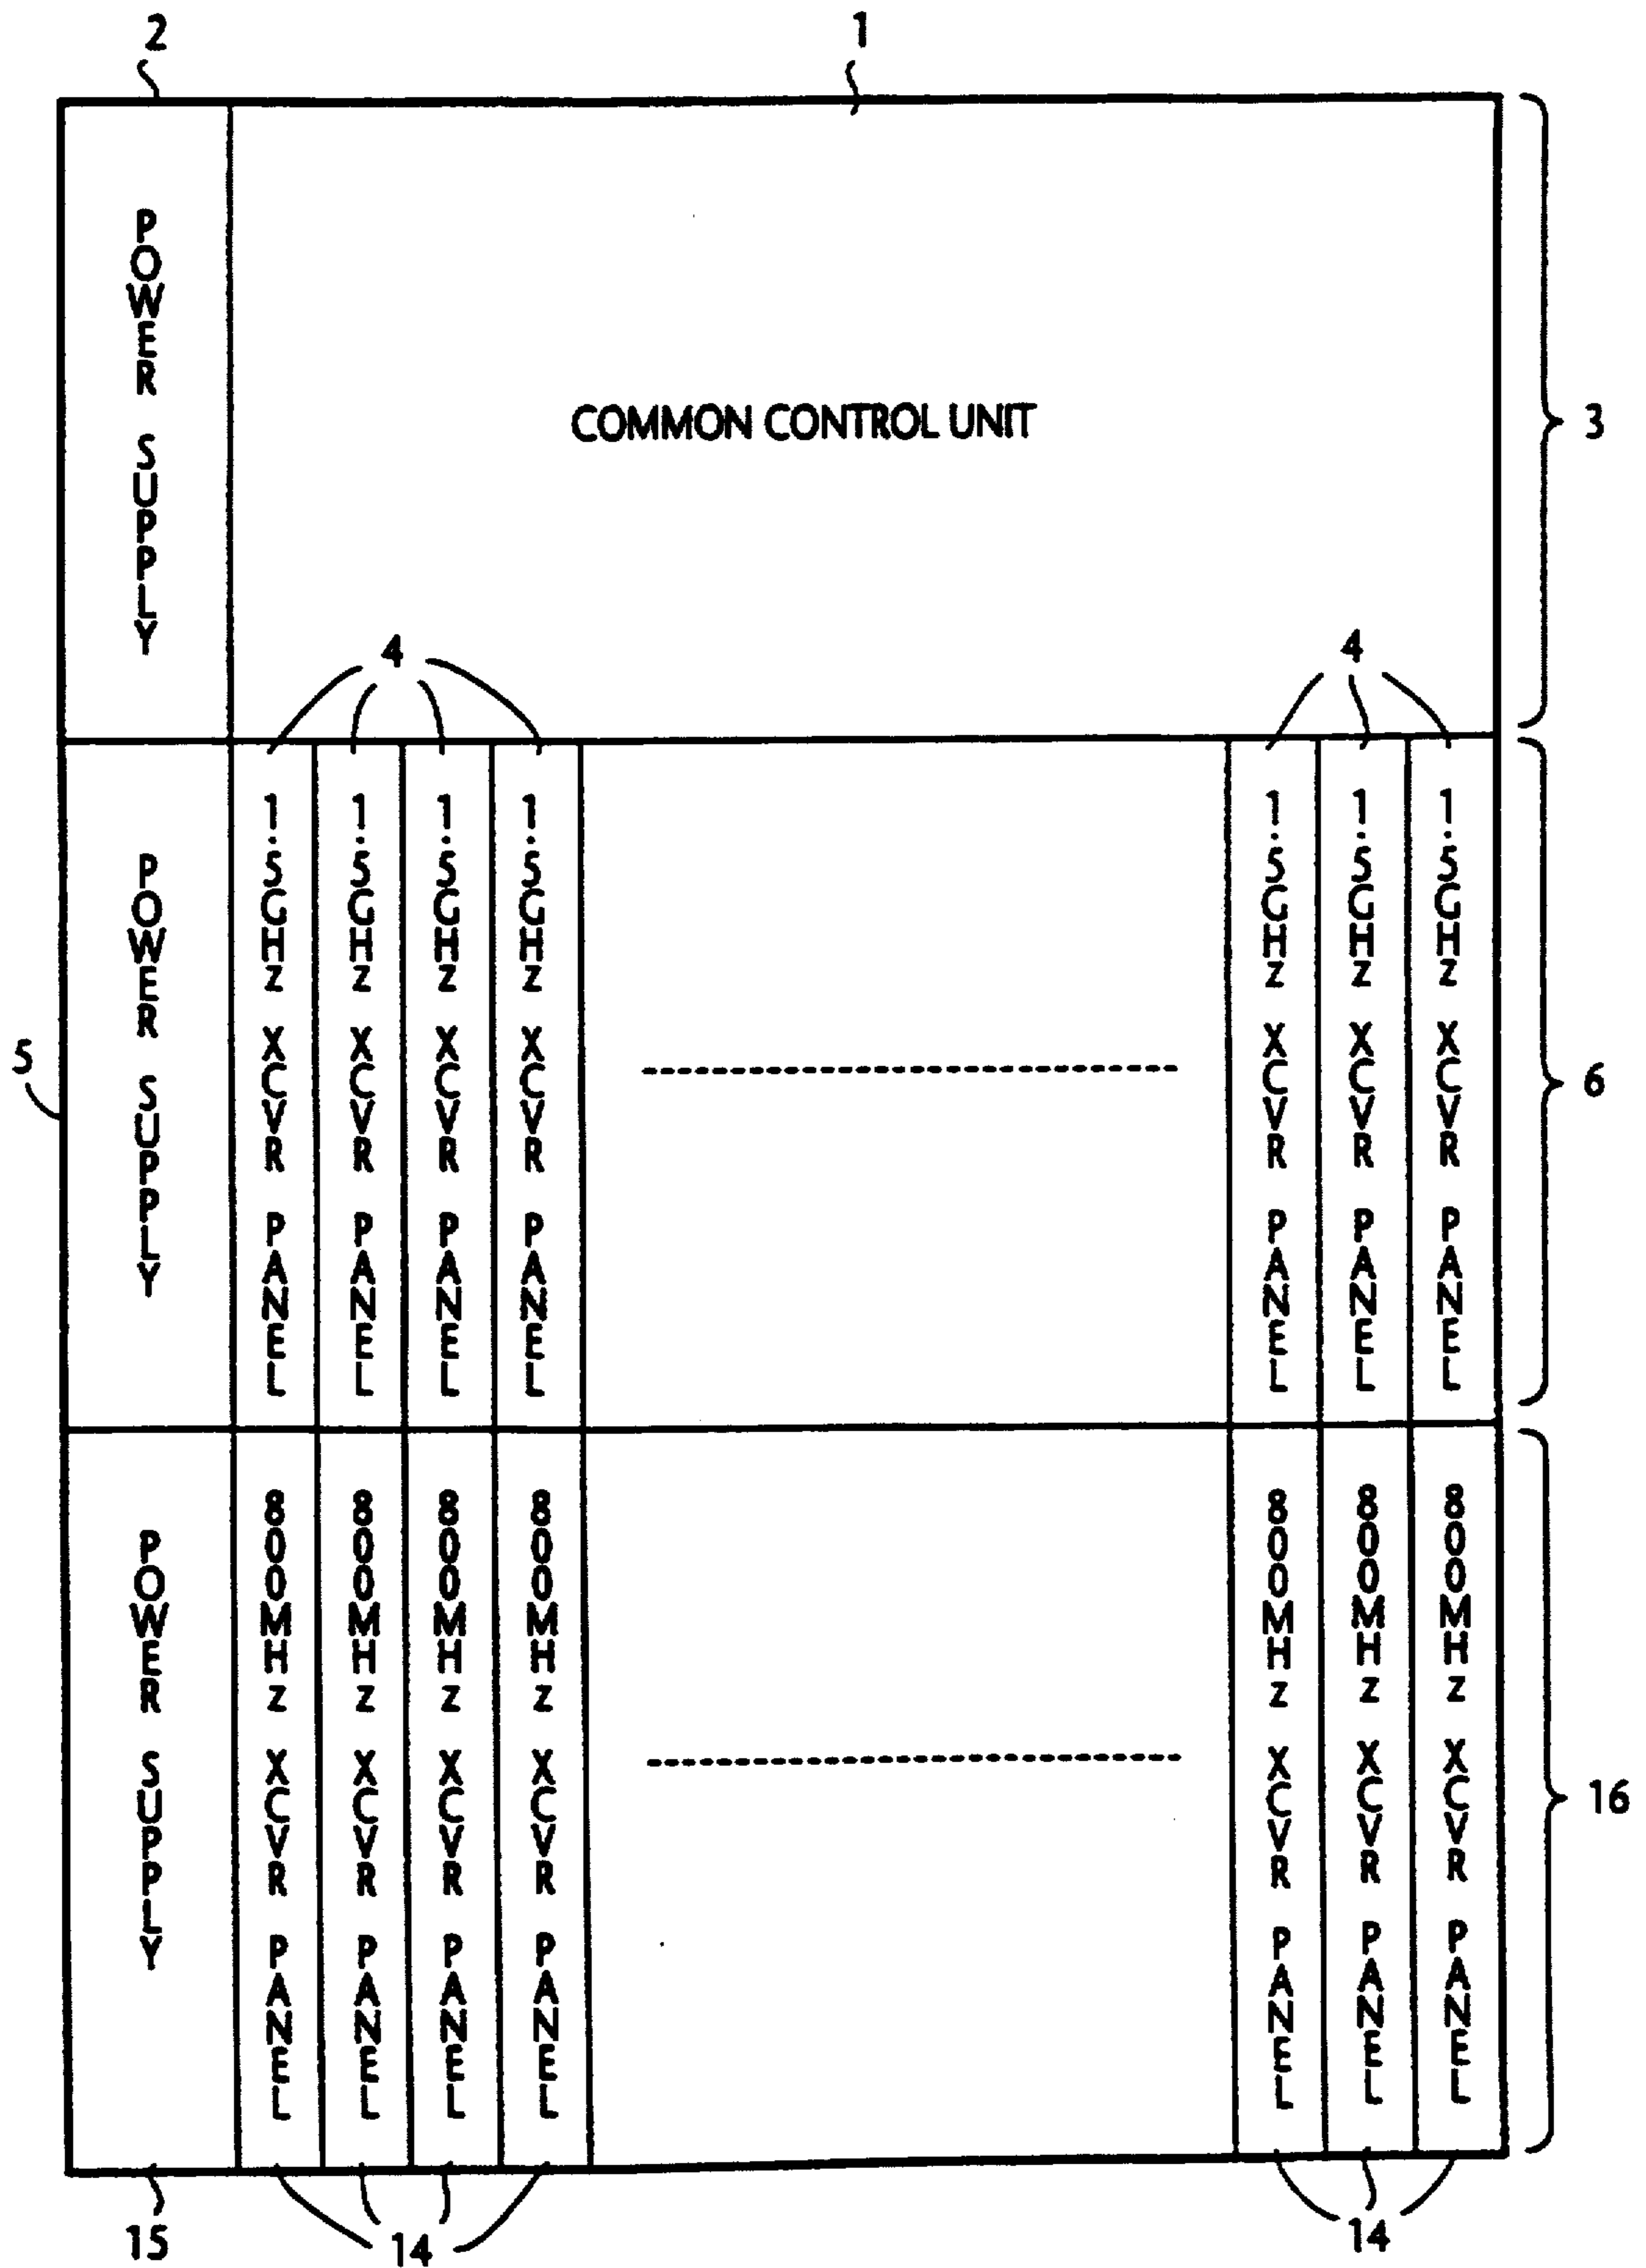 2
1
POWER SUPPLY
COMMON CONTROL UNIT
3
4
4
5
POWER SUPPLY
1.5GHz XCVR PANEL
1.5GHz XCVR PANEL
1.5GHz XCVR PANEL
1.5GHz XCVR PANEL
1.5GHz XCVR PANEL
1.5GHz XCVR PANEL
1.5GHz XCVR PANEL
6
POWER SUPPLY
800MHz XCVR PANEL
800MHz XCVR PANEL
800MHz XCVR PANEL
800MHz XCVR PANEL
800MHz XCVR PANEL
800MHz XCVR PANEL
800MHz XCVR PANEL
16
15
14
14